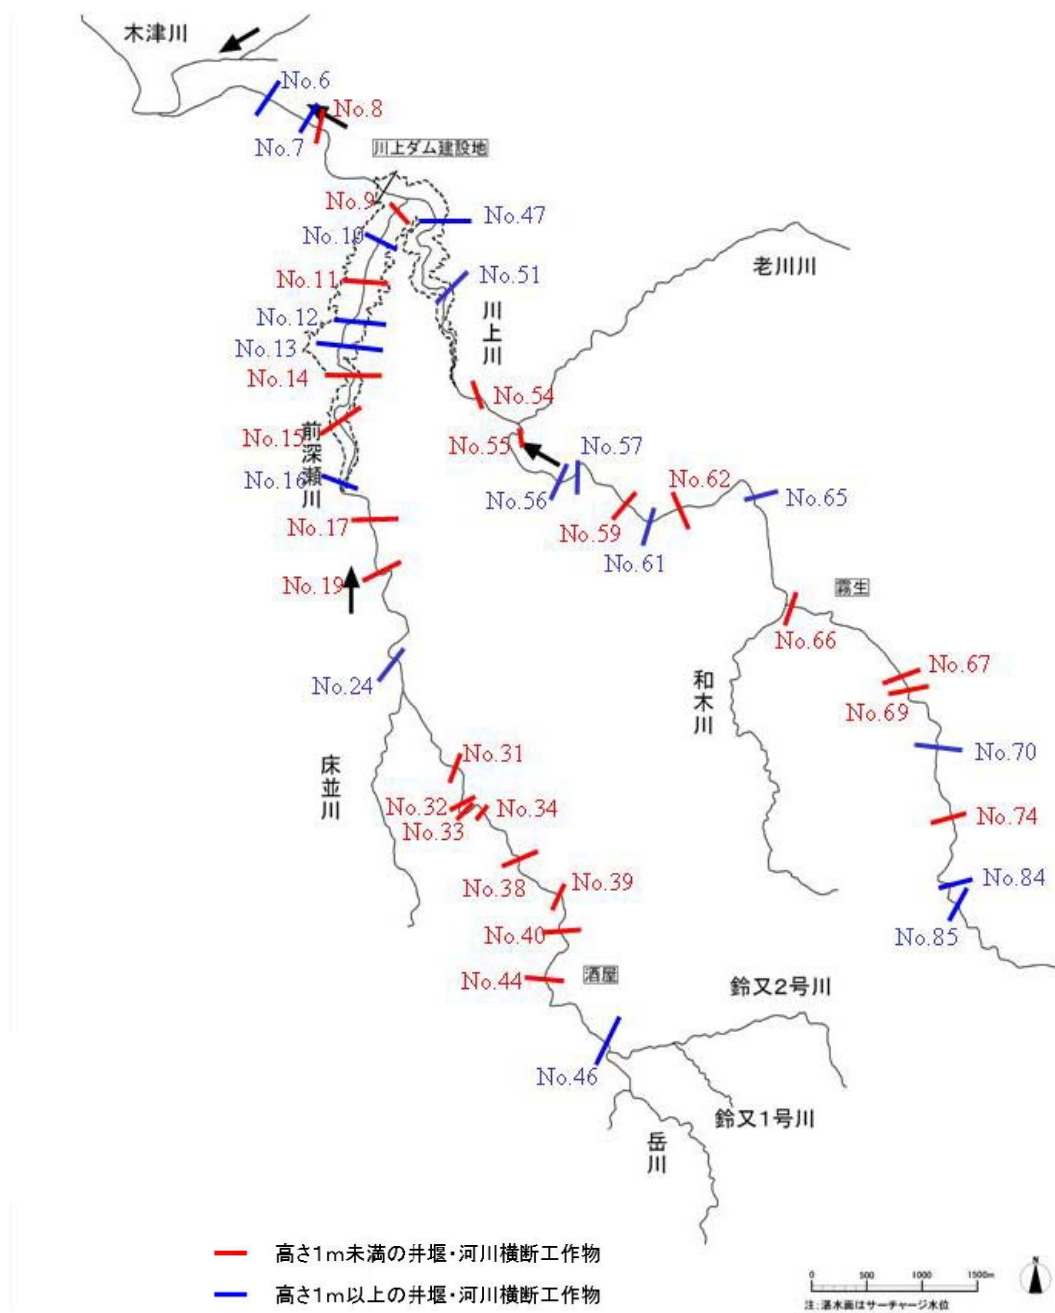 木津川
No.6
No.8
No.7
川上ダム建設地
No.9
No.47
No.10
老川川
No.11
No.51
川上川
No.12
No.13
No.14
No.54
No.15
No.55
No.57
前深瀬川
No.16
No.62
No.56
No.65
No.17
No.59
No.61
No.19
霧生
No.66
No.24
No.67
和木川
No.69
No.31
No.70
床並川
No.32
No.34
No.33
No.74
No.38
No.39
No.84
No.40
No.85
No.44
酒屋
鈴又2号川
No.46
鈴又1号川
岳川
高さ1m未満の井堰・河川横断工作物
高さ1m以上の井堰・河川横断工作物
N
0 500 1000 1500m
注:湛水面はサーチャージ水位